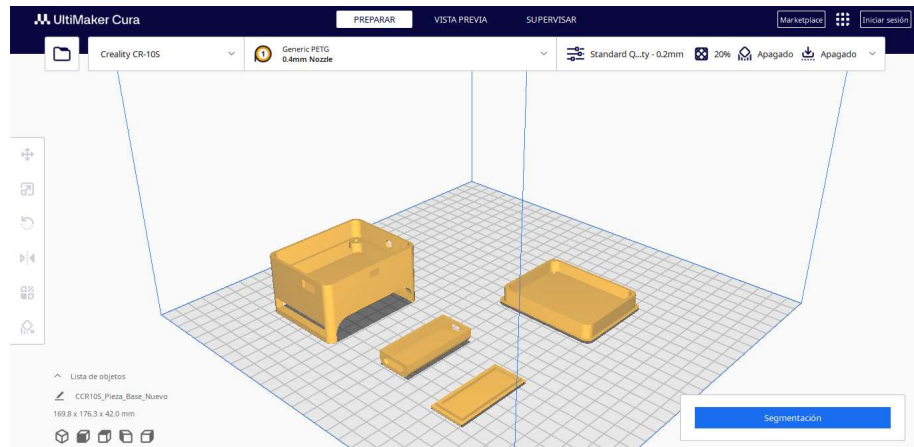 UltiMaker Cura
PREPARAR
VISTA PREVIA
SUPERVISAR
Marketplace
Iniciar sesión
Creality CR-10S
1
Generic PETG
0.4mm Nozzle
Standard Q...ty - 0.2mm
20%
Apagado
Apagado
Lista de objetos
CCR10S_Pieza_Base_Nuevo
169.8 x 176.3 x 42.0 mm
Segmentación